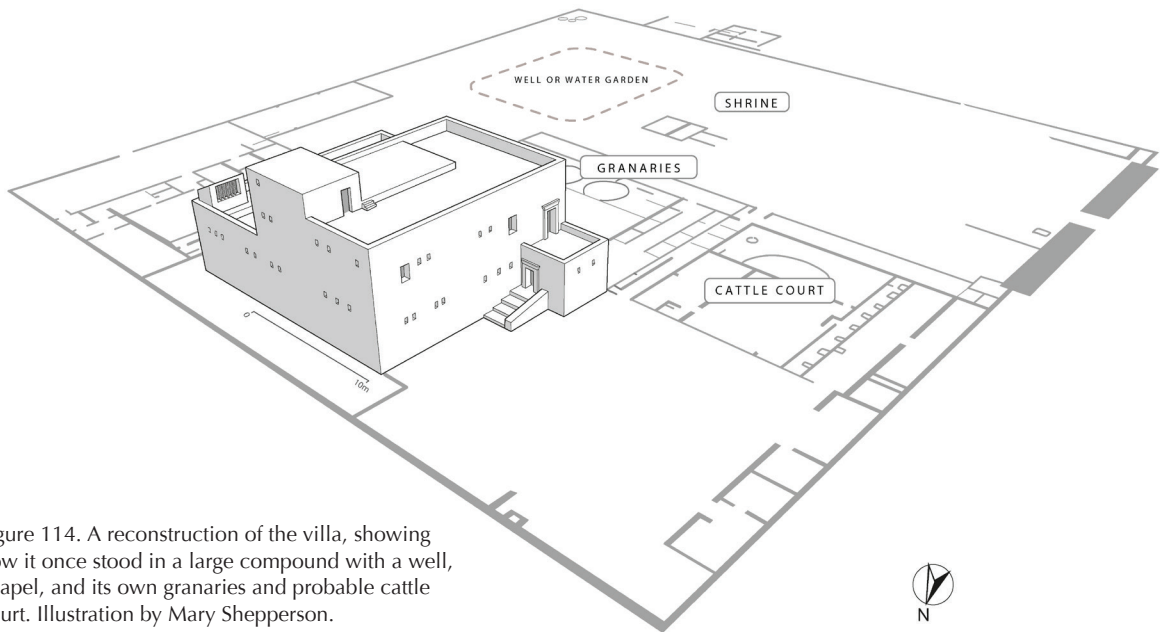 WELL OR WATER GARDEN
SHRINE
GRANARIES
CATTLE COURT
0
10m
gure 114. A reconstruction of the villa, showing
ow it once stood in a large compound with a well,
apel, and its own granaries and probable cattle
urt. Illustration by Mary Shepperson.
N